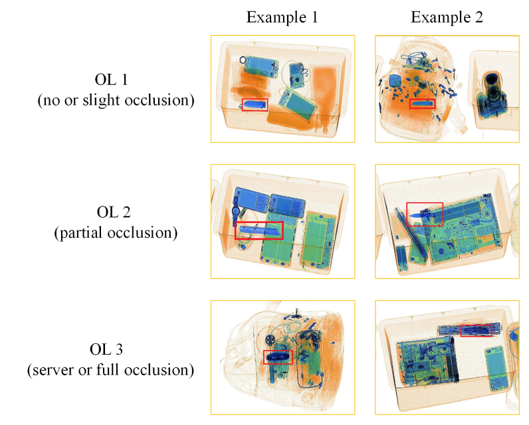 Example 1
Example 2
OL 1
(no or slight occlusion)
OL 2
(partial occlusion)
OL 3
(server or full occlusion)